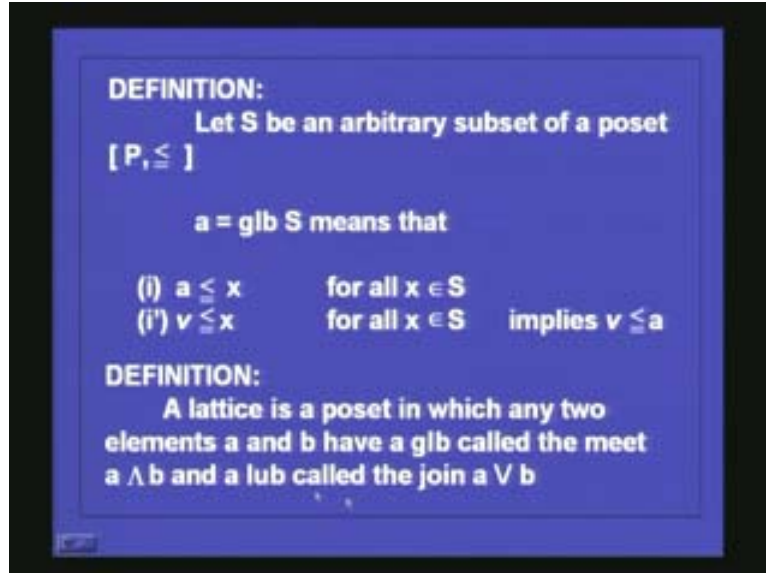 DEFINITION:
Let S be an arbitrary subset of a poset
[ P,≦ ]
a = glb S means that
(i) a ≦ x for all x ∈ S
(i') v ≦ x for all x ∈ S implies v ≦ a
DEFINITION:
A lattice is a poset in which any two
elements a and b have a glb called the meet
a Λ b and a lub called the join a V b